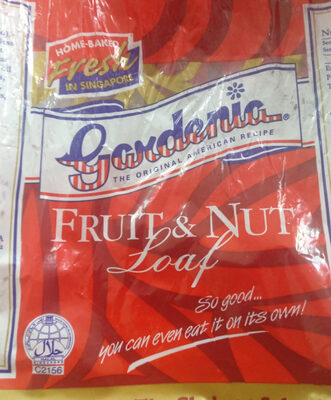 HOME-BAKED
Fresh
IN SINGAPORE
Gardenia®
THE ORIGINAL AMERICAN RECIPE
FRUIT & NUT
Loaf
So good...
you can even eat it on its own!
حلال
C2156